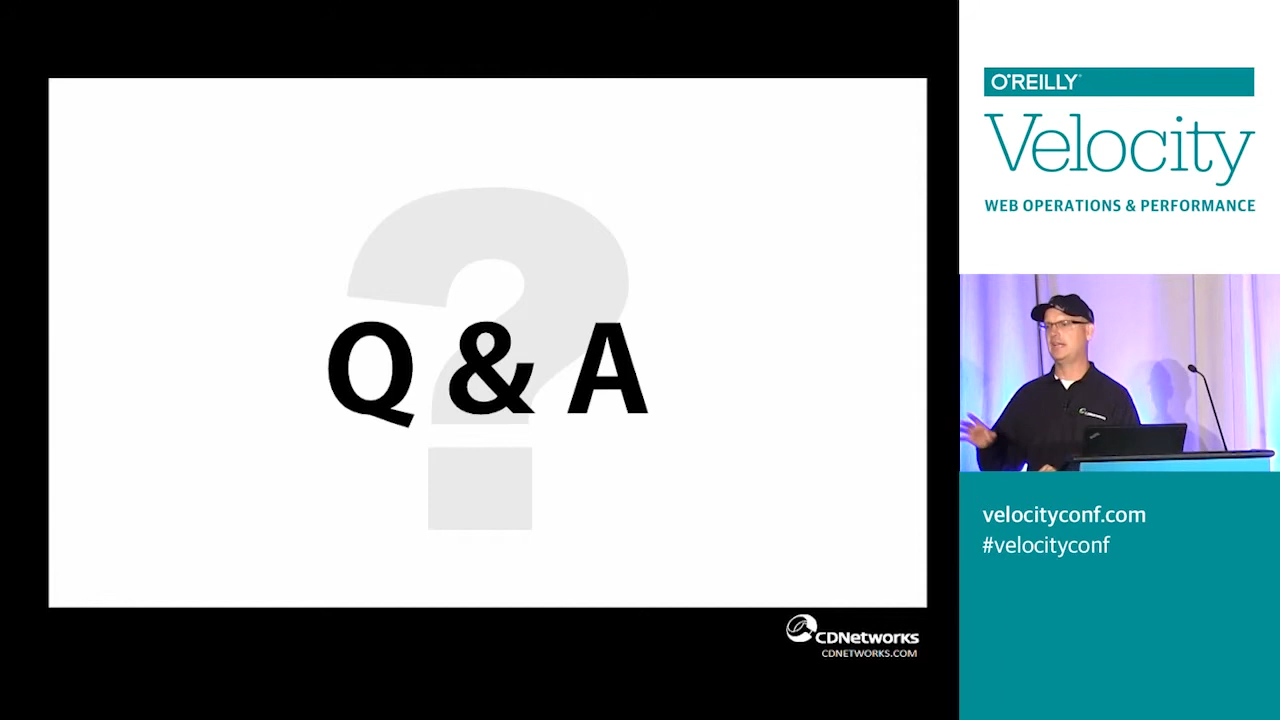 Q & A
CDNetworks
CDNETWORKS.COM
O'REILLY
Velocity
WEB OPERATIONS & PERFORMANCE
velocityconf.com
#velocityconf